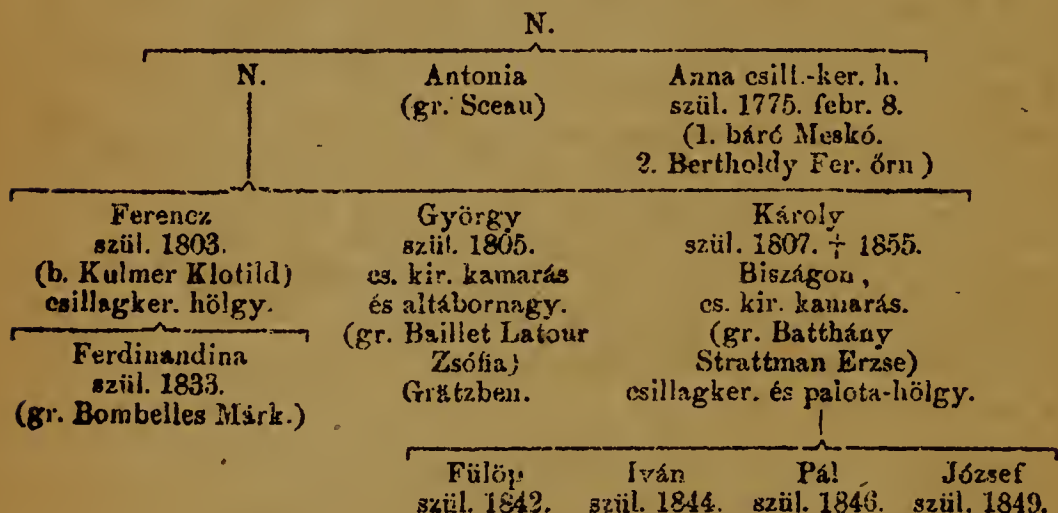 N.
N.
Antonia
(gr. Sceau)
Anna csill.-ker. h.
szül. 1775. febr. 8.
(1. báró Meskó.
2. Bertholdy Fer. őrn )
Ferencz
szül. 1803.
(b. Kulmer Klotild)
csillagker. hölgy.
György
szül. 1805.
cs. kir. kamarás
és altábornagy.
(gr. Baillet Latour
Zsófia)
Grätzben.
Károly
szül. 1807. † 1855.
Biszágon,
cs. kir. kamarás.
(gr. Batthány
Strattman Erzse)
csillagker. és palota-hölgy.
Ferdinandina
szül. 1833.
(gr. Bombelles Márk.)
Fülöp
szül. 1842.
Iván
szül. 1844.
Pál
szül. 1846.
József
szül. 1849.